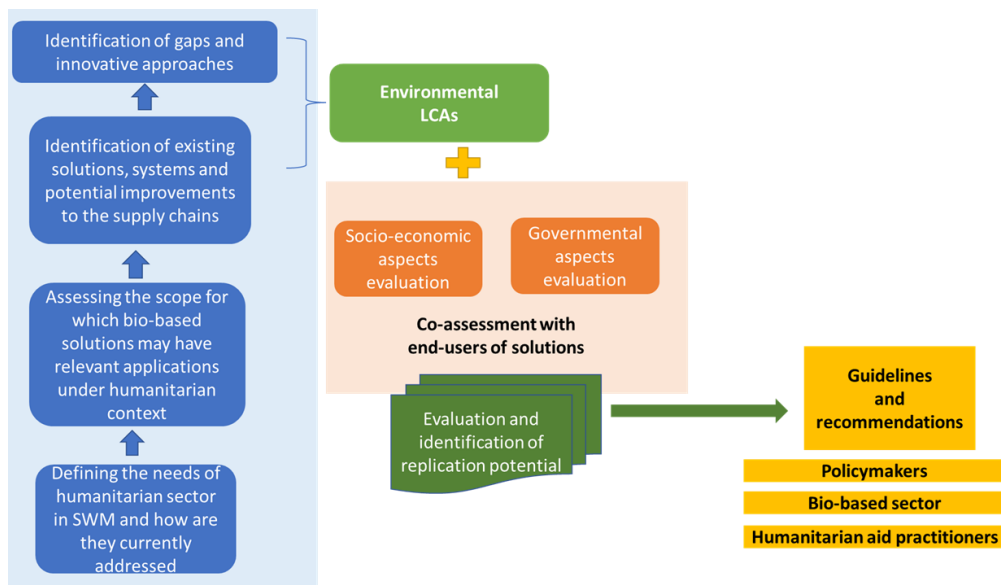 Identification of gaps and
innovative approaches
Identification of existing
solutions, systems and
potential improvements
to the supply chains
Assessing the scope for
which bio-based
solutions may have
relevant applications
under humanitarian
context
Defining the needs of
humanitarian sector
in SWM and how are
they currently
addressed
Environmental
LCAs
Socio-economic
aspects
evaluation
Governmental
aspects
evaluation
Co-assessment with
end-users of solutions
Evaluation and
identification of
replication potential
Guidelines
and
recommendations
Policymakers
Bio-based sector
Humanitarian aid practitioners